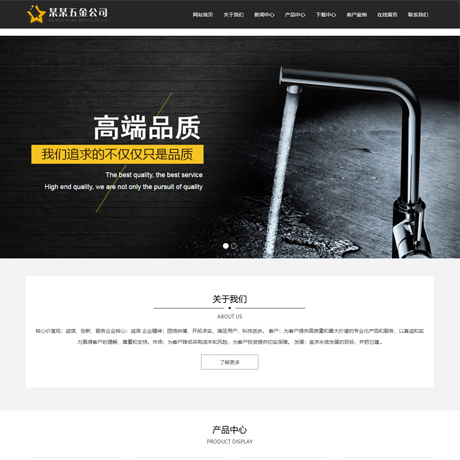 某某五金公司
网站首页 关于我们 新闻中心 产品中心 下载中心 客户案例 在线留言 联系我们
高端品质
我们追求的不仅仅只是品质
The best quality, the best service
High end quality, we are not only the pursuit of quality
关于我们
ABOUT US
核心价值观：诚信、创新、服务企业核心：诚信 企业精神：团结拼搏、开拓求实、满足用户、科技进步。 客户：为客户提供高质量和最大价值的专业化产品和服务，以真诚和实
力赢得客户的理解、尊重和支持。市场：为客户降低采购成本和风险，为客户投资提供切实保障。 发展：追求永续发展的目标，并把它建...
了解更多
产品中心
PRODUCT DISPLAY